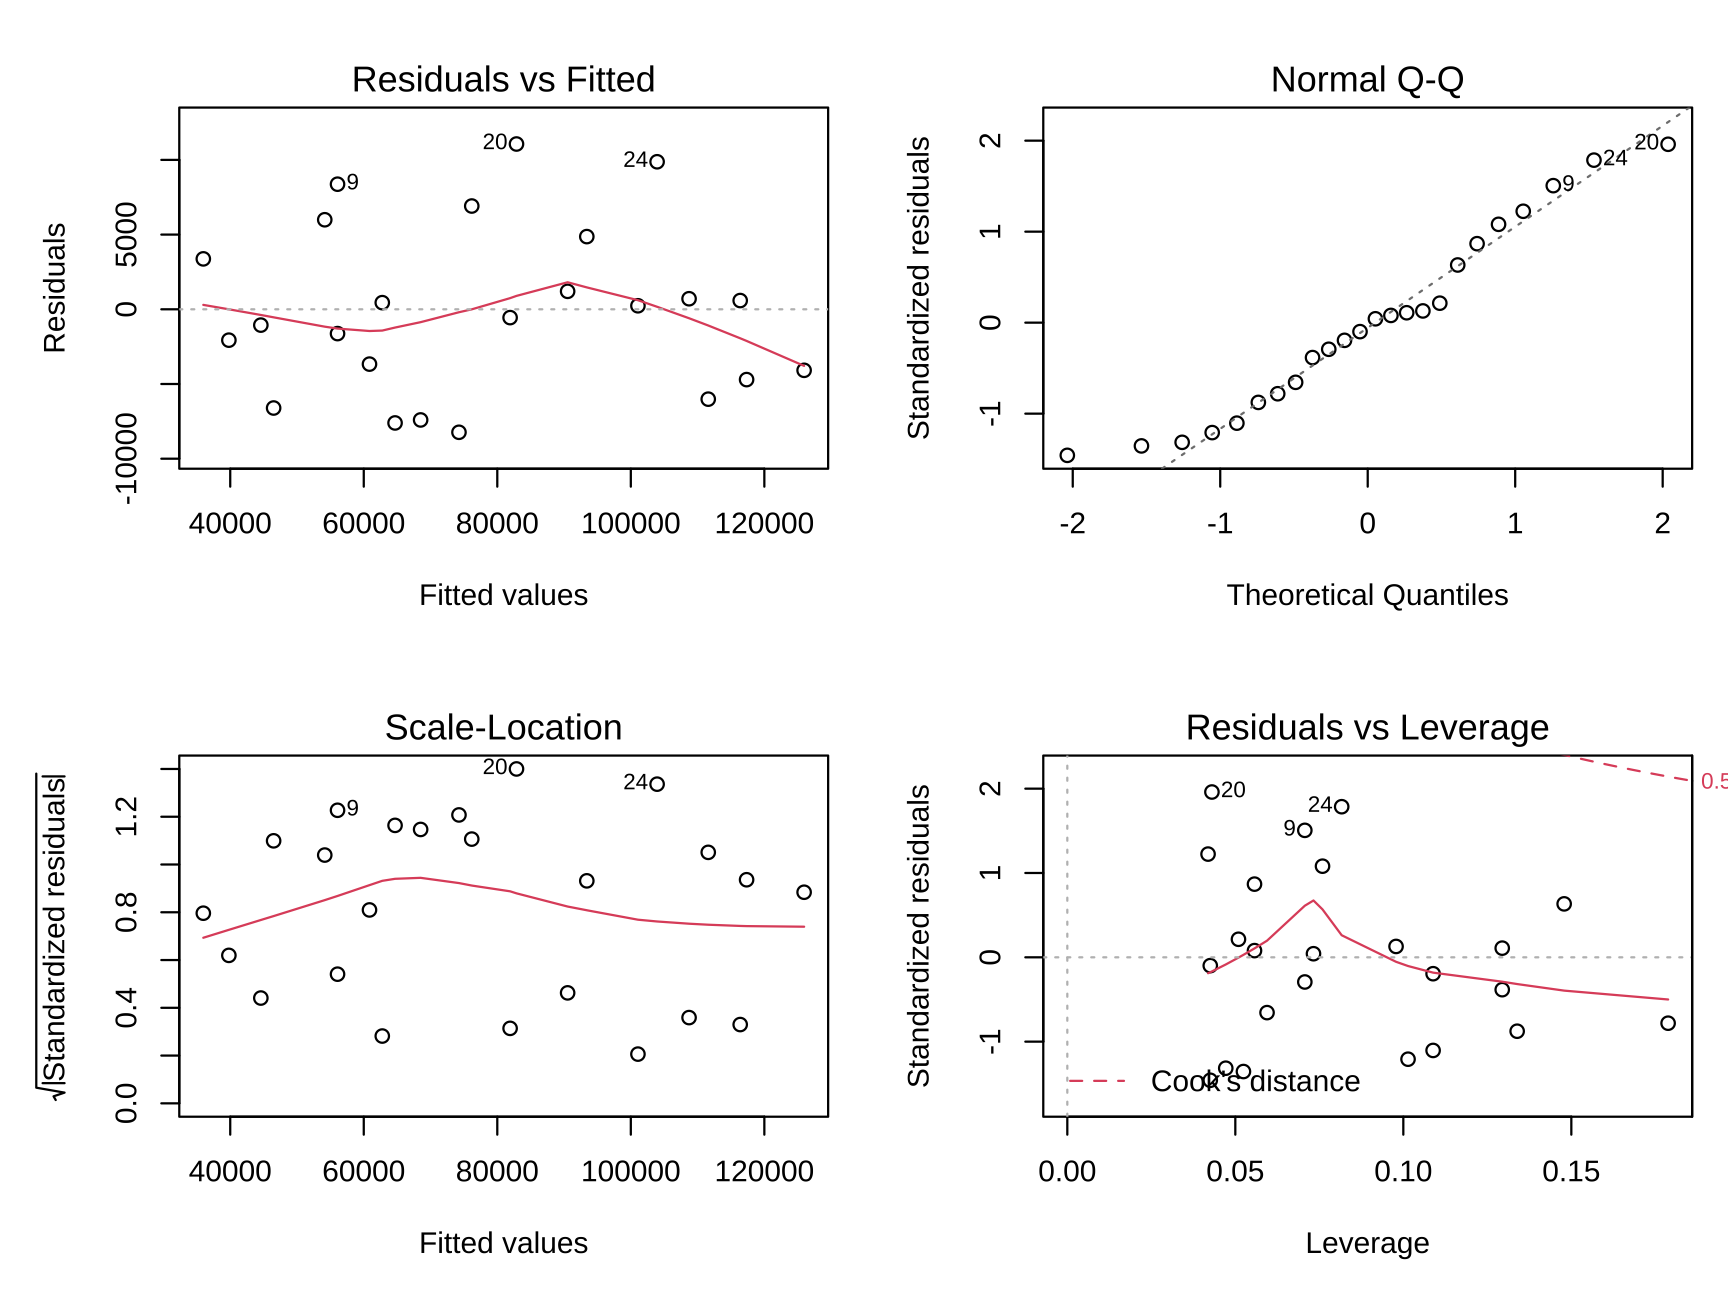 Residuals vs Fitted
Residuals
-10000
0
5000
20
24
9
40000 60000 80000 100000 120000
Fitted values
Normal Q-Q
Standardized residuals
-1
0
1
2
20
24
9
-2 -1 0 1 2
Theoretical Quantiles
Scale-Location
√|Standardized residuals|
0.0
0.4
0.8
1.2
20
24
9
40000 60000 80000 100000 120000
Fitted values
Residuals vs Leverage
Standardized residuals
-1
0
1
2
0.5
20
24
9
Cook's distance
0.00 0.05 0.10 0.15
Leverage